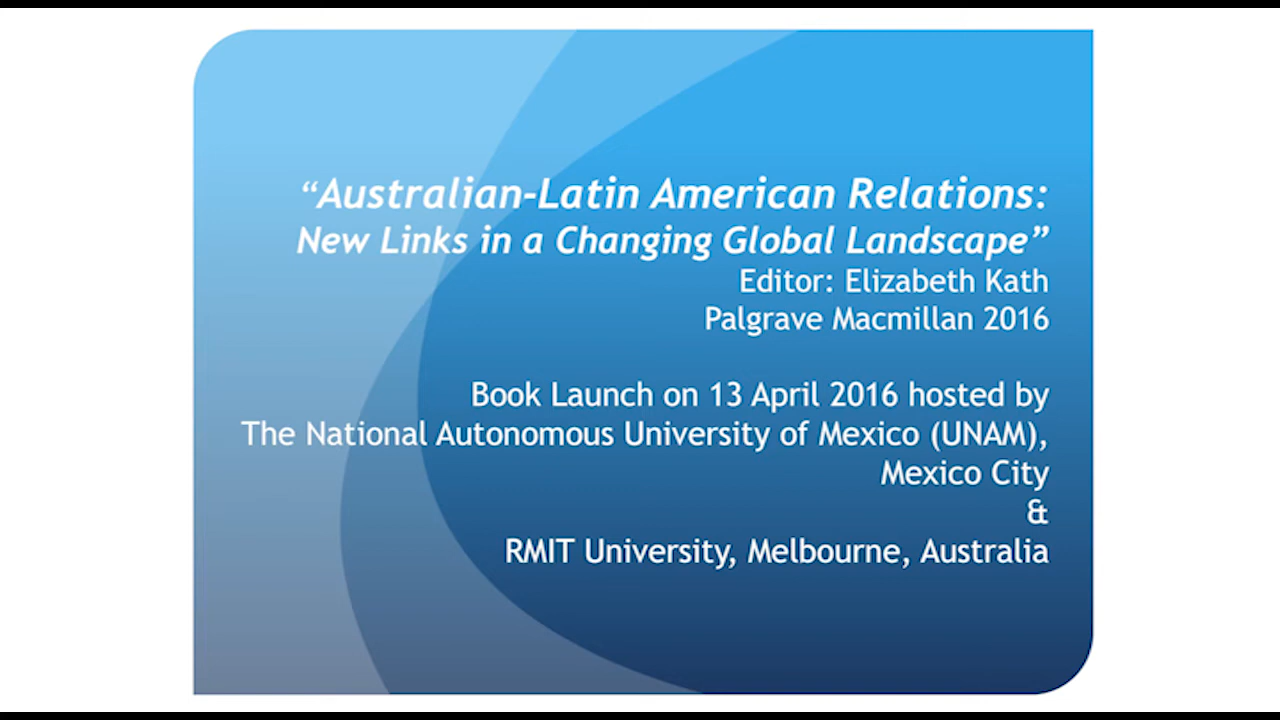 “Australian-Latin American Relations:
New Links in a Changing Global Landscape”
Editor: Elizabeth Kath
Palgrave Macmillan 2016
Book Launch on 13 April 2016 hosted by
The National Autonomous University of Mexico (UNAM),
Mexico City
&
RMIT University, Melbourne, Australia